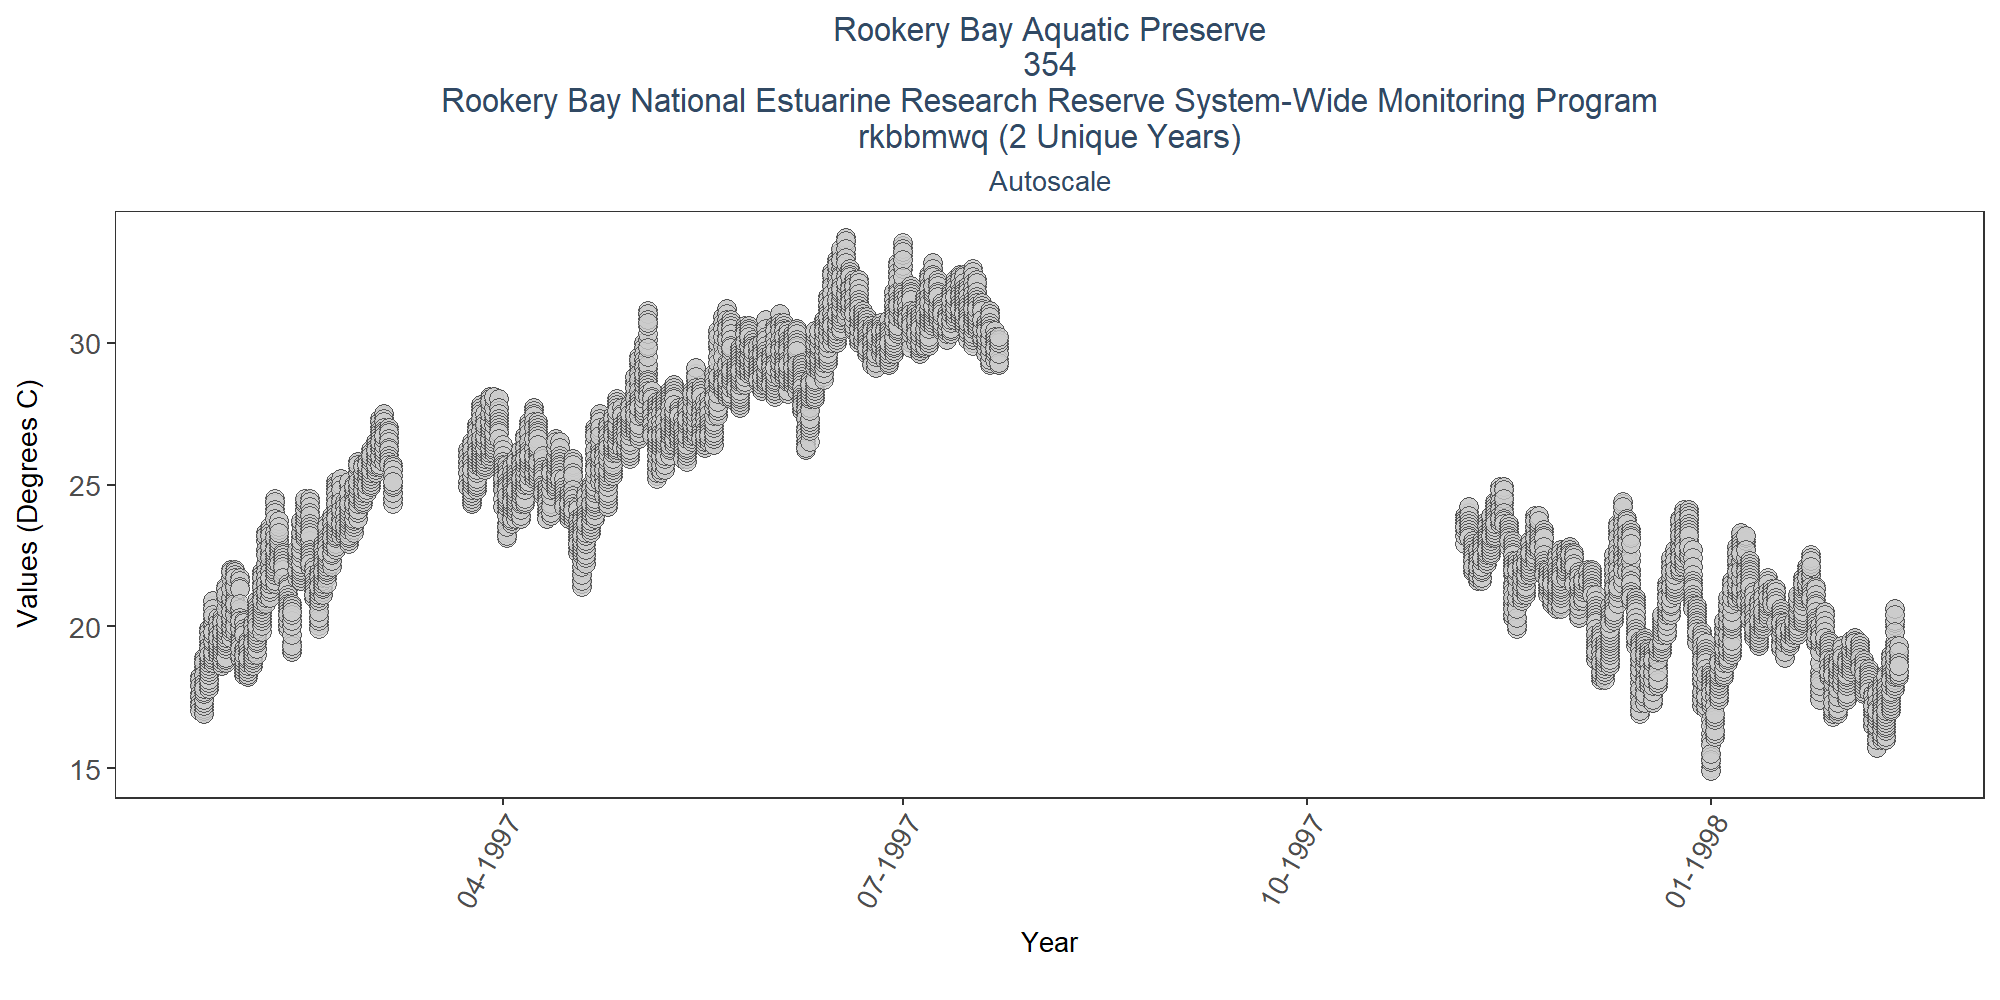 Rookery Bay Aquatic Preserve
354
Rookery Bay National Estuarine Research Reserve System-Wide Monitoring Program
rkbbmwq (2 Unique Years)
Autoscale
Values (Degrees C)
30
25
20
15
04-1997
07-1997
10-1997
01-1998
Year